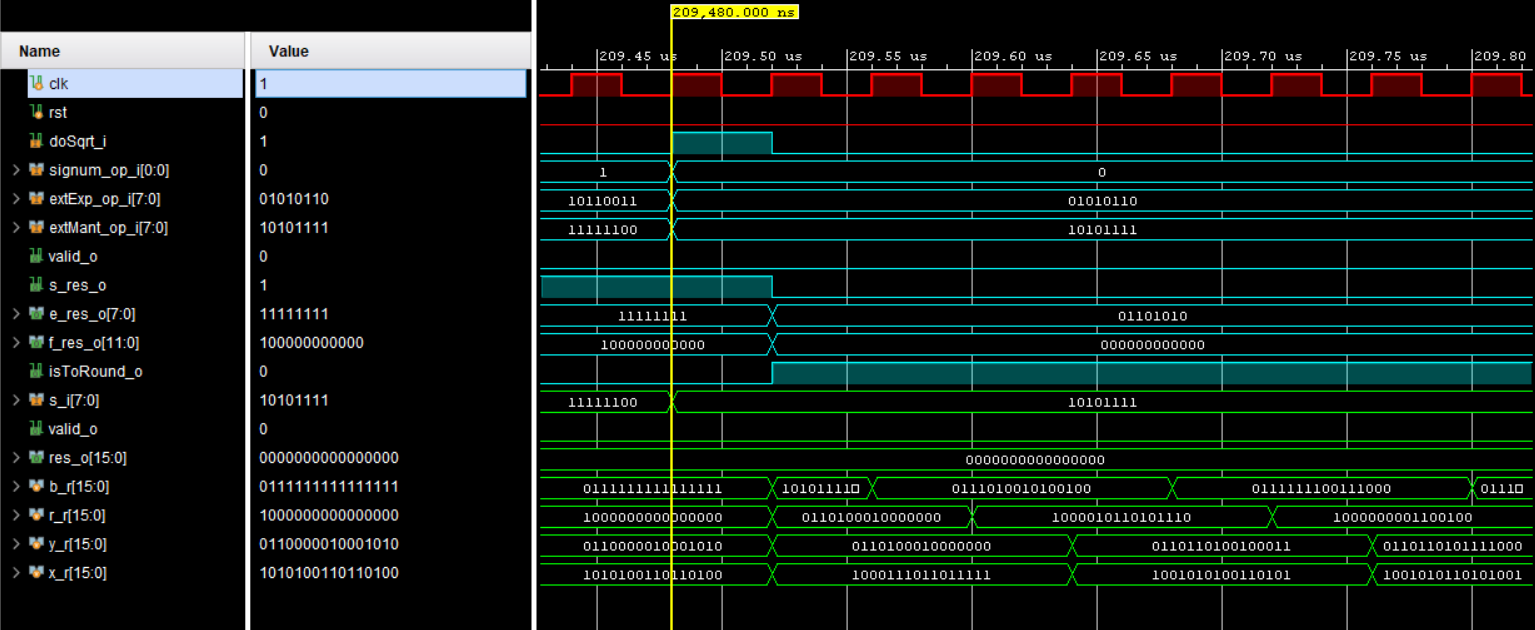 209,480.000 ns
Name Value
209.45 us 209.50 us 209.55 us 209.60 us 209.65 us 209.70 us 209.75 us 209.80
clk 1
rst 0
doSqrt_i 1
signum_op_i[0:0] 0 1 0
extExp_op_i[7:0] 01010110 10110011 01010110
extMant_op_i[7:0] 10101111 11111100 10101111
valid_o 0
s_res_o 1
e_res_o[7:0] 11111111 11111111 01101010
f_res_o[11:0] 100000000000 100000000000 000000000000
isToRound_o 0
s_i[7:0] 10101111 11111100 10101111
valid_o 0
res_o[15:0] 0000000000000000 0000000000000000
b_r[15:0] 0111111111111111 0111111111111111 10101111 0111010010100100 0111111100111000 0111
r_r[15:0] 1000000000000000 1000000000000000 0110100010000000 1000010110101110 1000000001100100
y_r[15:0] 0110000010001010 0110000010001010 0110100010000000 0110110100100011 0110110101111000
x_r[15:0] 1010100110110100 1010100110110100 1000111011011111 1001010100110101 1001010110101001